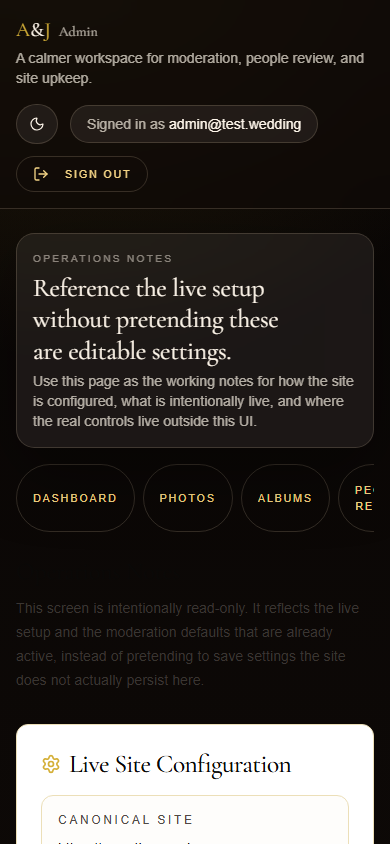 A&J Admin
A calmer workspace for moderation, people review, and
site upkeep.
Signed in as admin@test.wedding
SIGN OUT
OPERATIONS NOTES
Reference the live setup
without pretending these
are editable settings.
Use this page as the working notes for how the site
is configured, what is intentionally live, and where
the real controls live outside this UI.
DASHBOARD PHOTOS ALBUMS
This screen is intentionally read-only. It reflects the live
setup and the moderation defaults that are already
active, instead of pretending to save settings the site
does not actually persist here.
Live Site Configuration
CANONICAL SITE